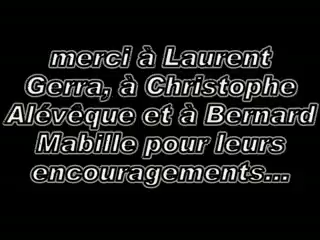 merci à Laurent
Gerra, à Christophe
Alévêque et à Bernard
Mabille pour leurs
encouragements...